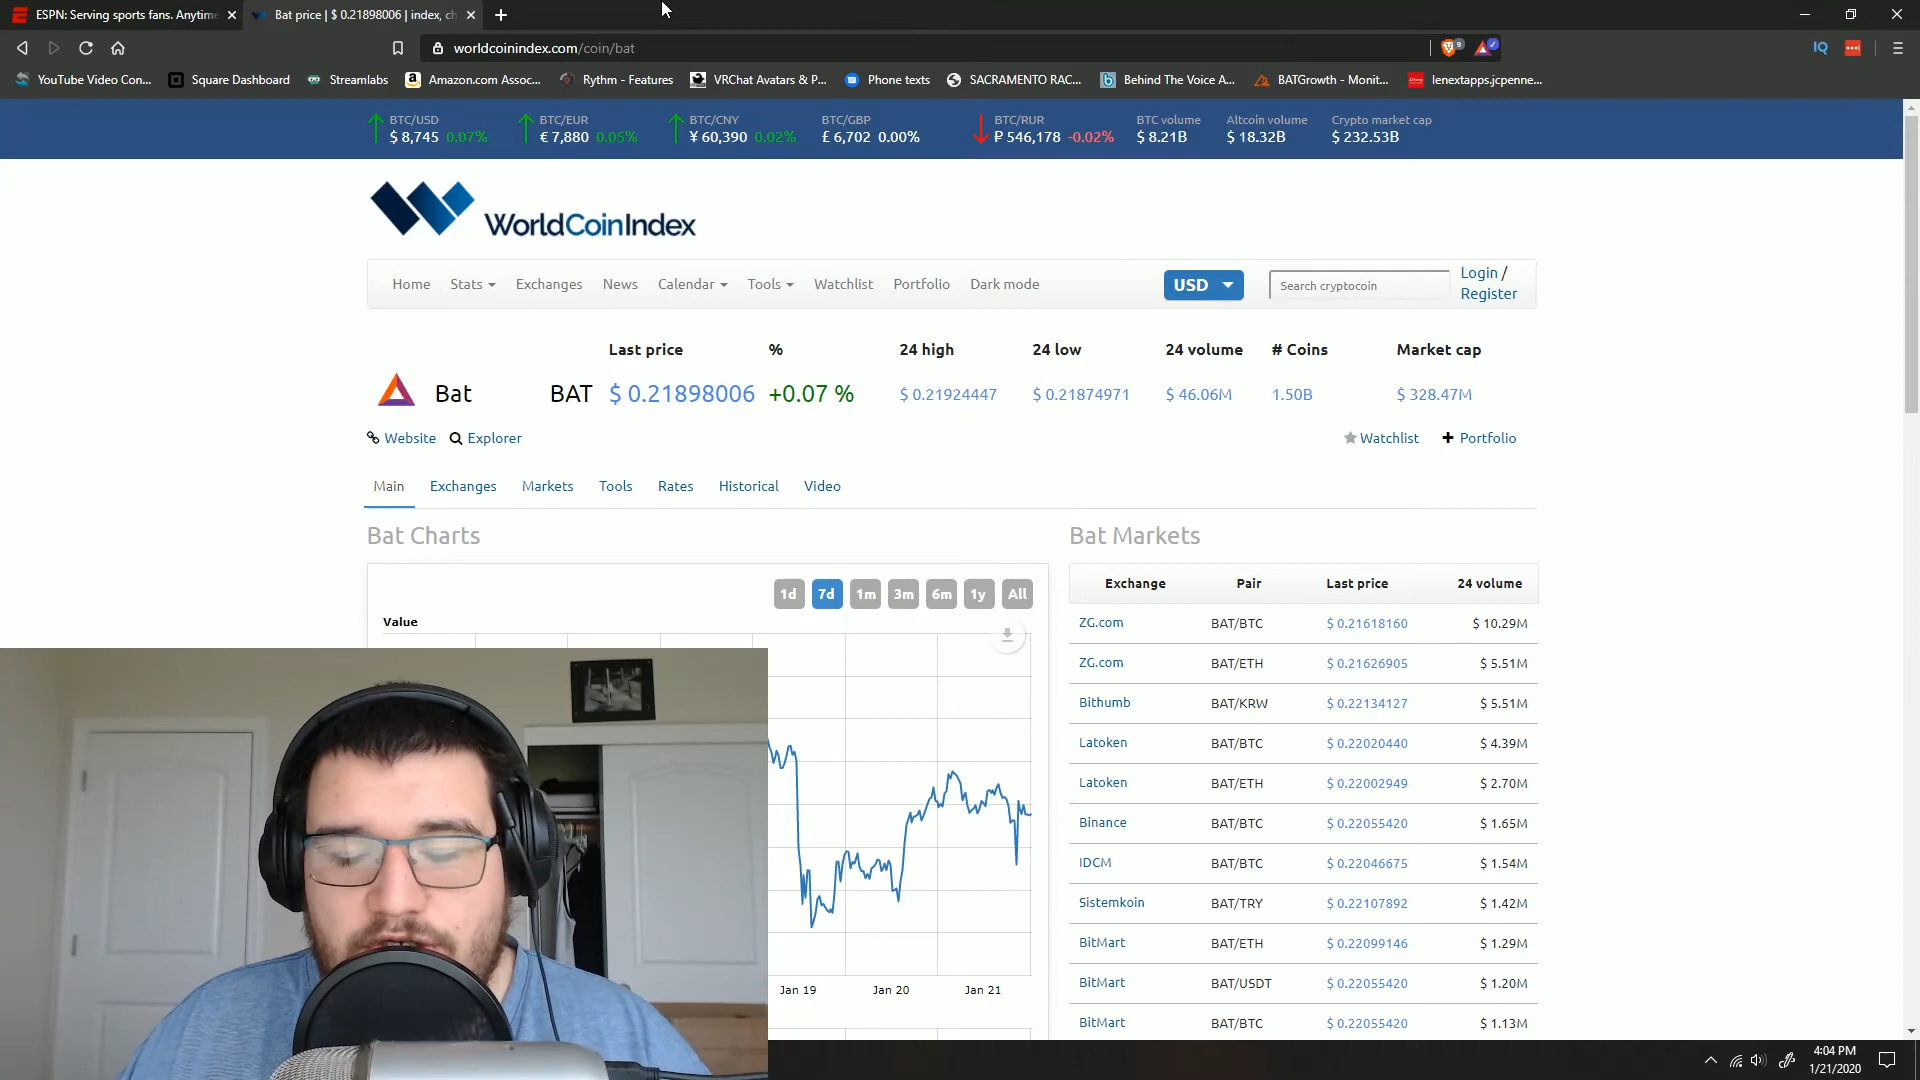 ESPN: Serving sports fans. Anytime
Bat price | $ 0.21898006 | index, ch
worldcoinindex.com/coin/bat
9
IQ
YouTube Video Con...
Square Dashboard
Streamlabs
Amazon.com Assoc...
Rythm - Features
VRChat Avatars & P...
Phone texts
SACRAMENTO RAC...
Behind The Voice A...
BATGrowth - Monit...
lenextapps.jcpenne...
BTC/USD
$ 8,745 0.07%
BTC/EUR
€ 7,880 0.05%
BTC/CNY
¥ 60,390 0.02%
BTC/GBP
£ 6,702 0.00%
BTC/RUR
₽ 546,178 -0.02%
BTC volume
$ 8.21B
Altcoin volume
$ 18.32B
Crypto market cap
$ 232.53B
WorldCoinIndex
Home Stats Exchanges News Calendar Tools Watchlist Portfolio Dark mode
USD
Search cryptocoin
Login /
Register
Last price % 24 high 24 low 24 volume # Coins Market cap
Bat BAT $ 0.21898006 +0.07 % $ 0.21924447 $ 0.21874971 $ 46.06M 1.50B $ 328.47M
Website Explorer
Watchlist Portfolio
Main Exchanges Markets Tools Rates Historical Video
Bat Charts
1d 7d 1m 3m 6m 1y All
Value
Jan 19 Jan 20 Jan 21
Bat Markets
Exchange Pair Last price 24 volume
ZG.com BAT/BTC $ 0.21618160 $ 10.29M
ZG.com BAT/ETH $ 0.21626905 $ 5.51M
Bithumb BAT/KRW $ 0.22134127 $ 5.51M
Latoken BAT/BTC $ 0.22020440 $ 4.39M
Latoken BAT/ETH $ 0.22002949 $ 2.70M
Binance BAT/BTC $ 0.22055420 $ 1.65M
IDCM BAT/BTC $ 0.22046675 $ 1.54M
Sistemkoin BAT/TRY $ 0.22107892 $ 1.42M
BitMart BAT/ETH $ 0.22099146 $ 1.29M
BitMart BAT/USDT $ 0.22055420 $ 1.20M
BitMart BAT/BTC $ 0.22055420 $ 1.13M
4:04 PM
1/21/2020